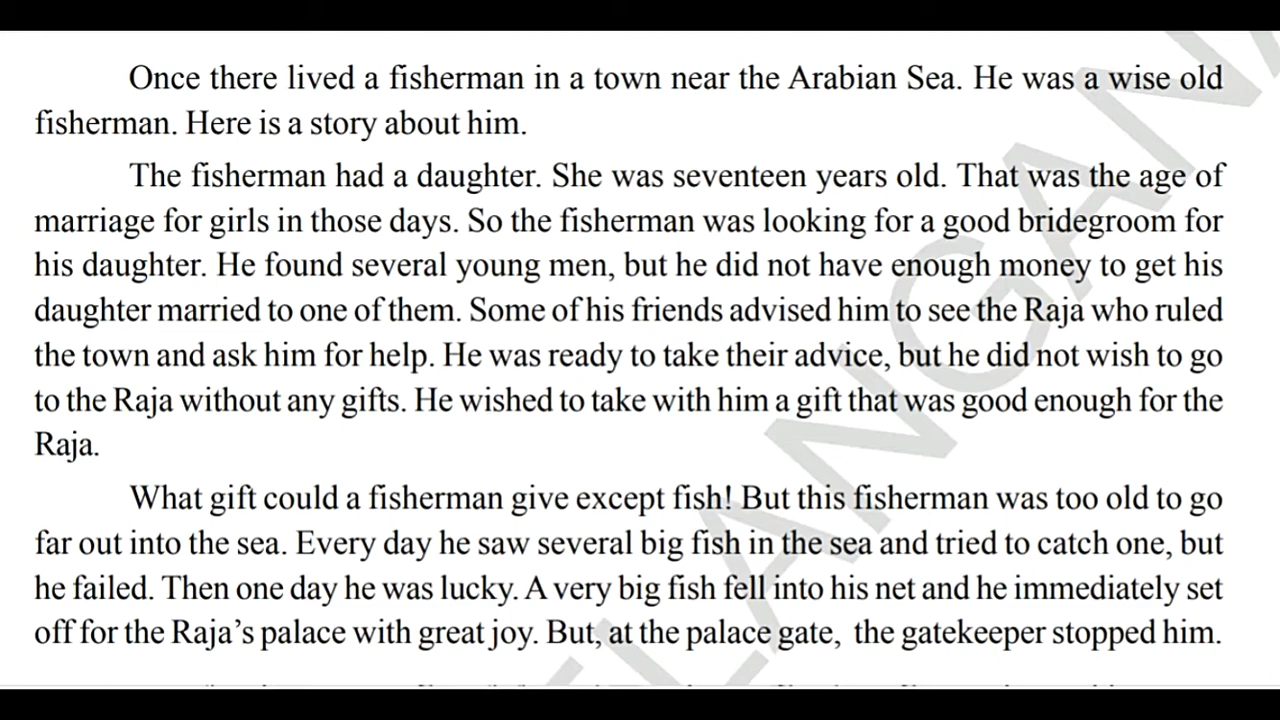 Once there lived a fisherman in a town near the Arabian Sea. He was a wise old
fisherman. Here is a story about him.
The fisherman had a daughter. She was seventeen years old. That was the age of
marriage for girls in those days. So the fisherman was looking for a good bridegroom for
his daughter. He found several young men, but he did not have enough money to get his
daughter married to one of them. Some of his friends advised him to see the Raja who ruled
the town and ask him for help. He was ready to take their advice, but he did not wish to go
to the Raja without any gifts. He wished to take with him a gift that was good enough for the
Raja.
What gift could a fisherman give except fish! But this fisherman was too old to go
far out into the sea. Every day he saw several big fish in the sea and tried to catch one, but
he failed. Then one day he was lucky. A very big fish fell into his net and he immediately set
off for the Raja's palace with great joy. But, at the palace gate, the gatekeeper stopped him.